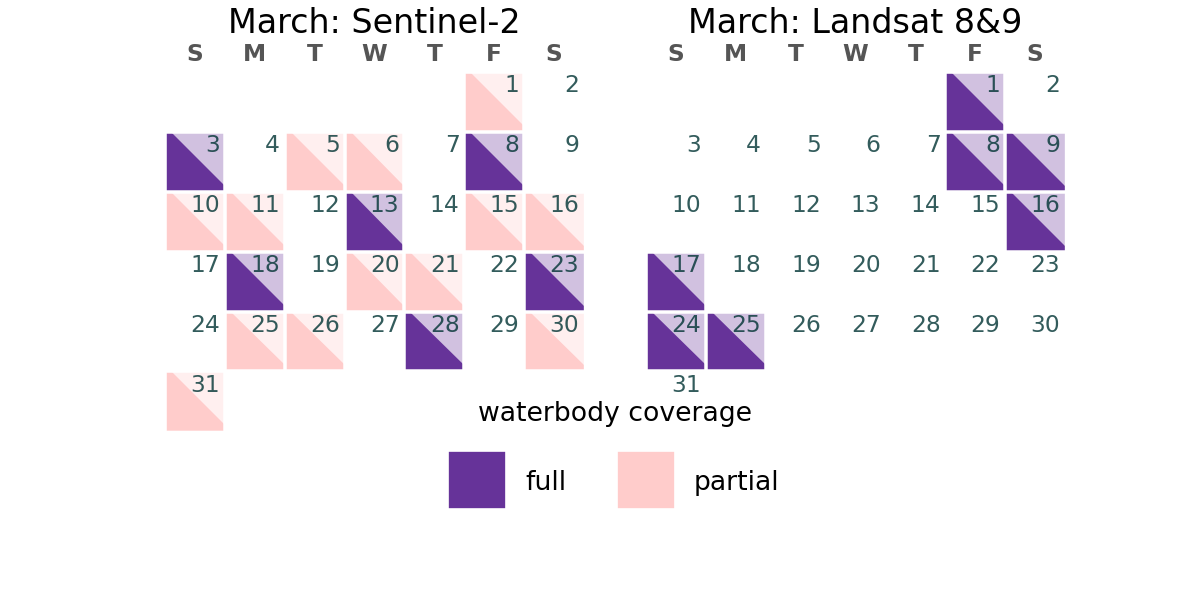 March: Sentinel-2
S M T W T F S
1 2
3 4 5 6 7 8 9
10 11 12 13 14 15 16
17 18 19 20 21 22 23
24 25 26 27 28 29 30
31
March: Landsat 8&9
S M T W T F S
1 2
3 4 5 6 7 8 9
10 11 12 13 14 15 16
17 18 19 20 21 22 23
24 25 26 27 28 29 30
31
waterbody coverage
full partial